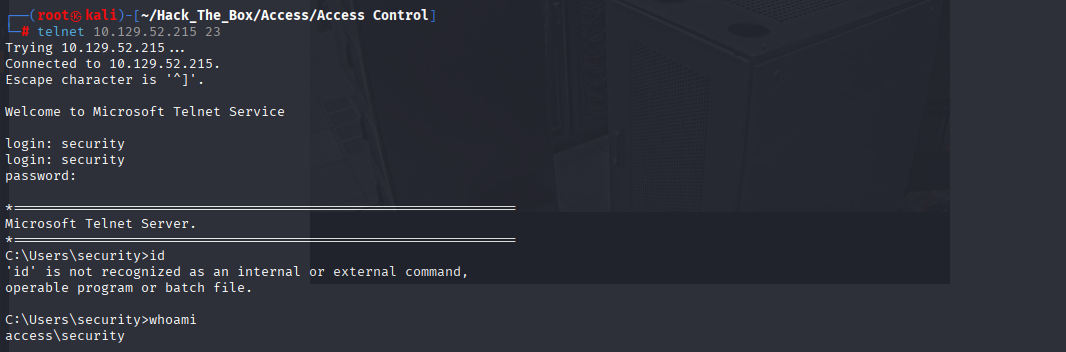 ┌──(root㉿kali)-[~/Hack_The_Box/Access/Access Control]
└─# telnet 10.129.52.215 23
Trying 10.129.52.215...
Connected to 10.129.52.215.
Escape character is '^]'.
Welcome to Microsoft Telnet Service
login: security
login: security
password:
*===============================================================
Microsoft Telnet Server.
*===============================================================
C:\Users\security>id
'id' is not recognized as an internal or external command,
operable program or batch file.
C:\Users\security>whoami
access\security